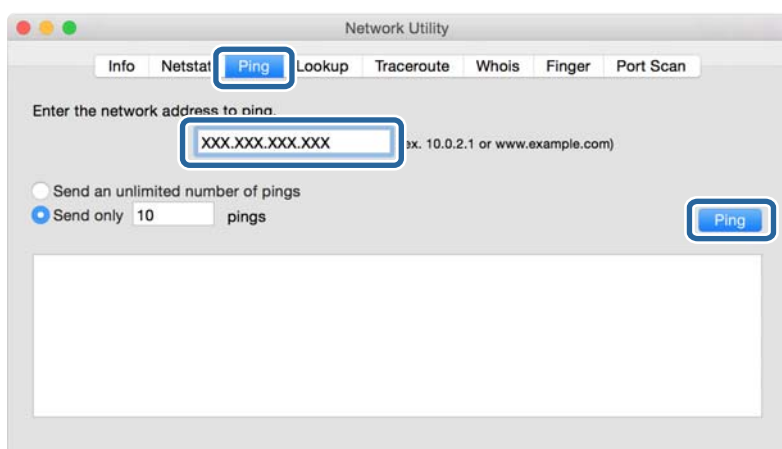 Network Utility
Info Netstat Ping Lookup Traceroute Whois Finger Port Scan
Enter the network address to ping.
XXX.XXX.XXX.XXX ex. 10.0.2.1 or www.example.com)
Send an unlimited number of pings
Send only 10 pings
Ping